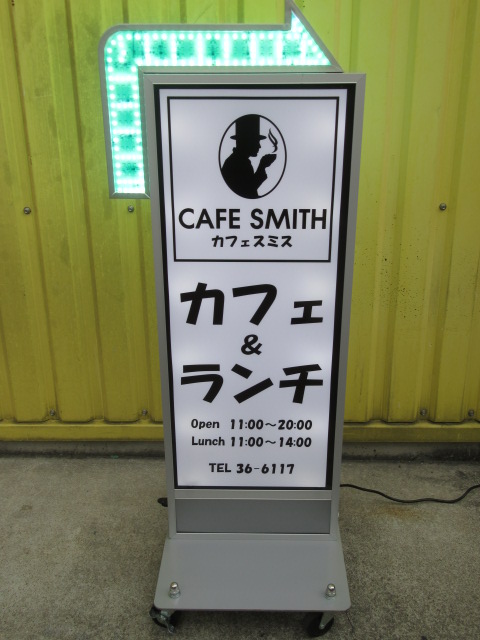 CAFE SMITH
カフェスミス
カフェ
&
ランチ
Open 11:00〜20:00
Lunch 11:00〜14:00
TEL 36-6117